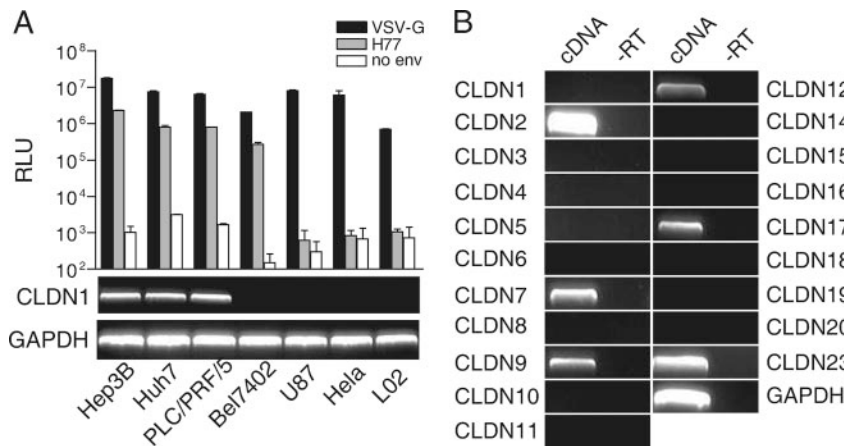 A
VSV-G
H77
no env
RLU
10⁸
10⁷
10⁶
10⁵
10⁴
10³
10²
CLDN1
GAPDH
Hep3B
Huh7
PLC/PRF/5
Bel7402
U87
Hela
L02
B
cDNA
-RT
cDNA
-RT
CLDN1
CLDN2
CLDN3
CLDN4
CLDN5
CLDN6
CLDN7
CLDN8
CLDN9
CLDN10
CLDN11
CLDN12
CLDN14
CLDN15
CLDN16
CLDN17
CLDN18
CLDN19
CLDN20
CLDN23
GAPDH